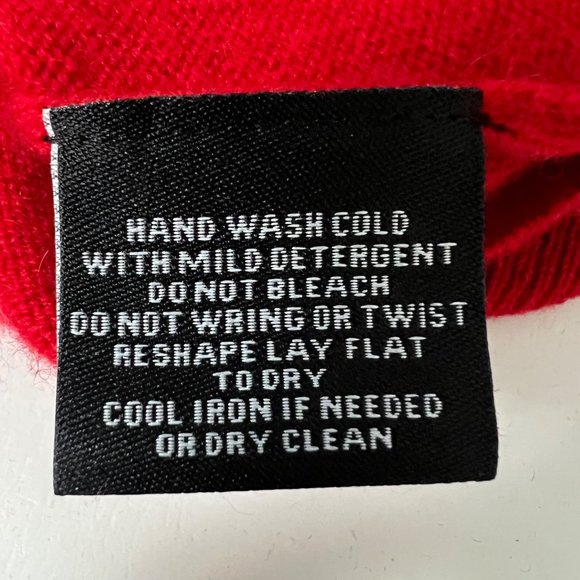 HAND WASH COLD
WITH MILD DETERGENT
DO NOT BLEACH
DO NOT WRING OR TWIST
RESHAPE LAY FLAT
TO DRY
COOL IRON IF NEEDED
OR DRY CLEAN